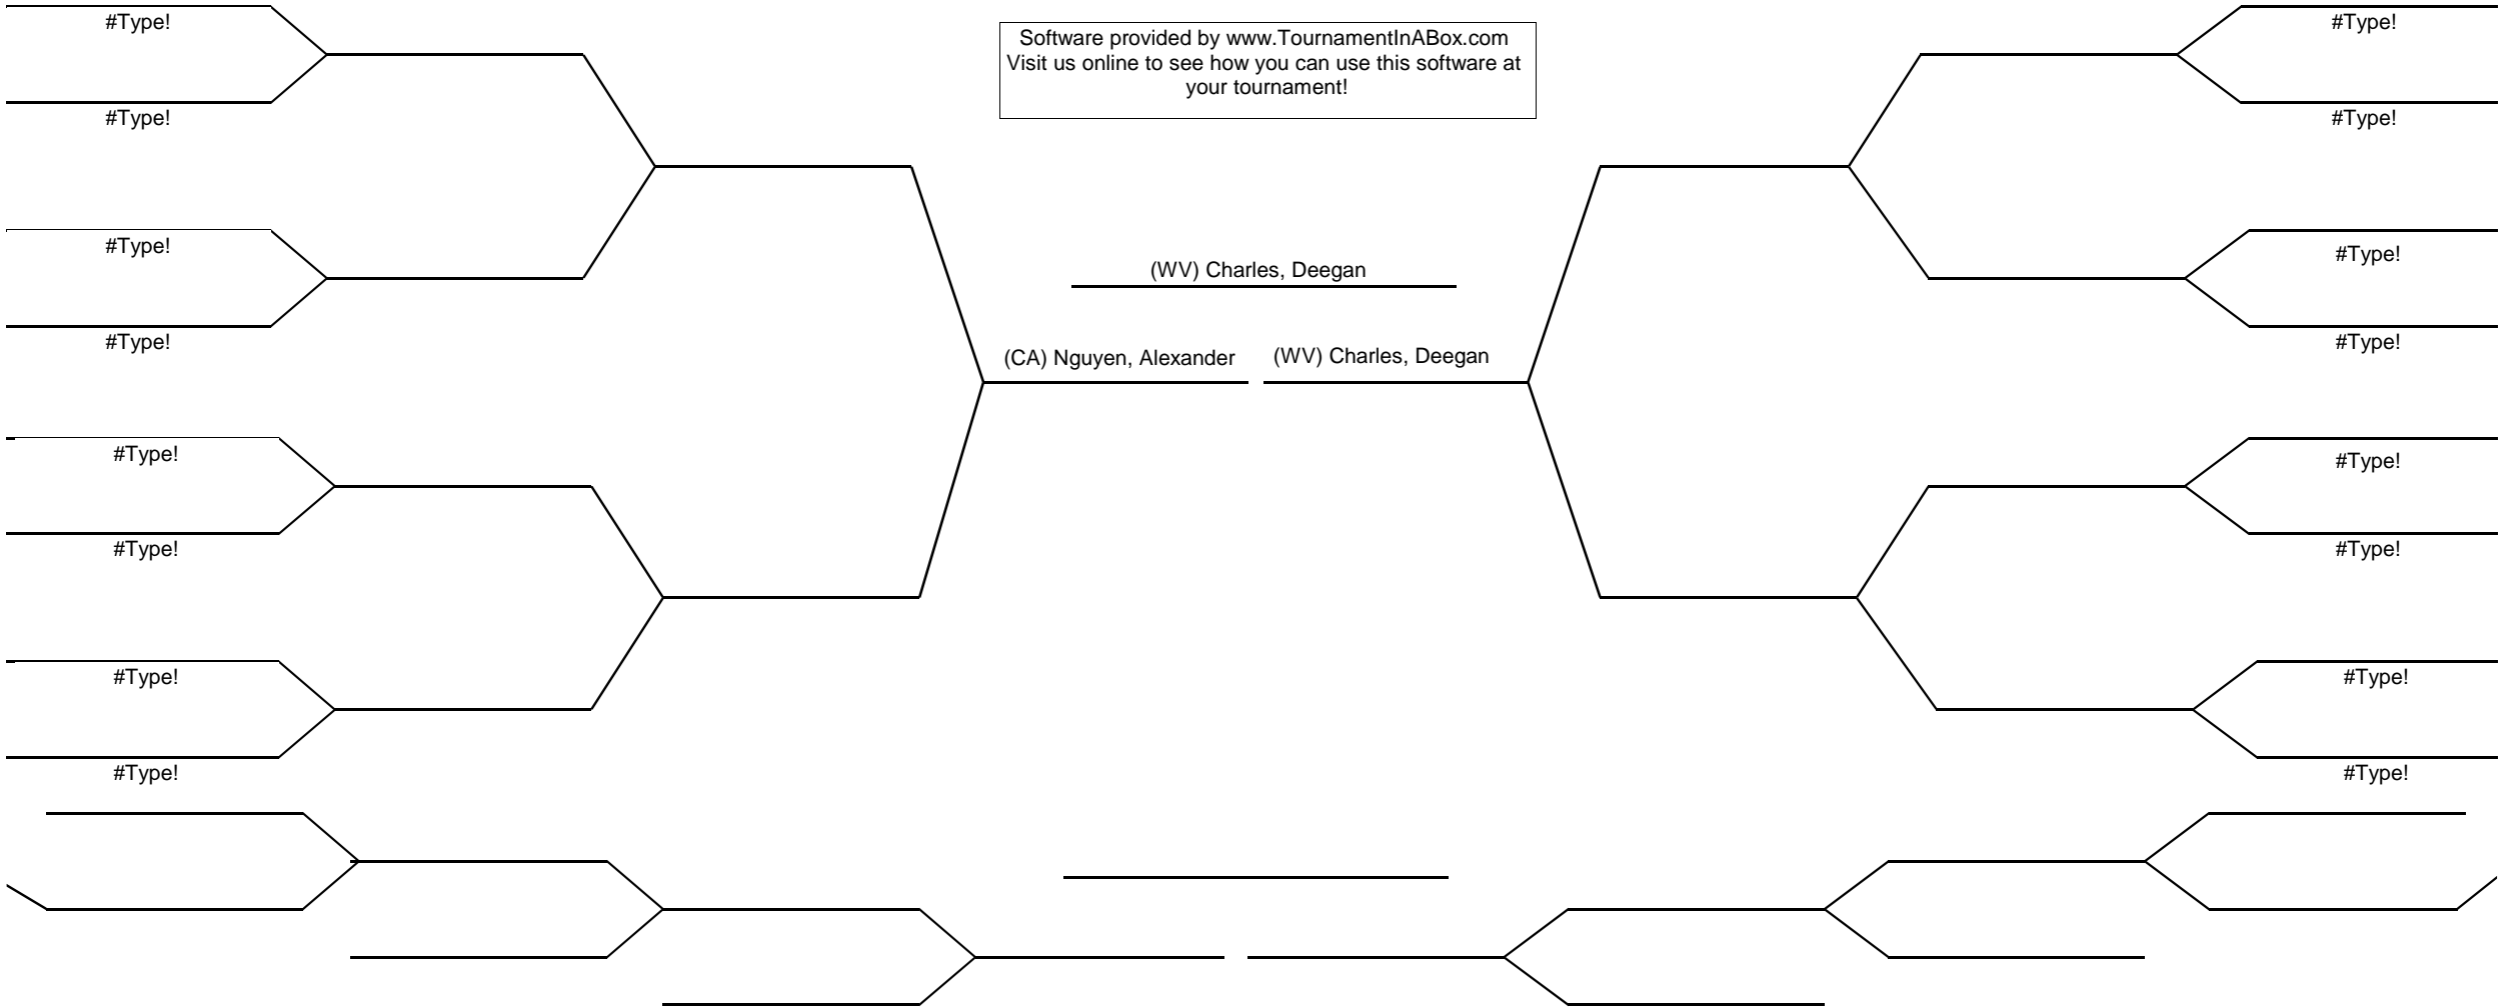 #Type!
Software provided by www.TournamentInABox.com
Visit us online to see how you can use this software at
your tournament!
#Type!
#Type!
#Type!
#Type!
(WV) Charles, Deegan
#Type!
#Type!
#Type!
(CA) Nguyen, Alexander
(WV) Charles, Deegan
#Type!
#Type!
#Type!
#Type!
#Type!
#Type!
#Type!
#Type!
#Type!